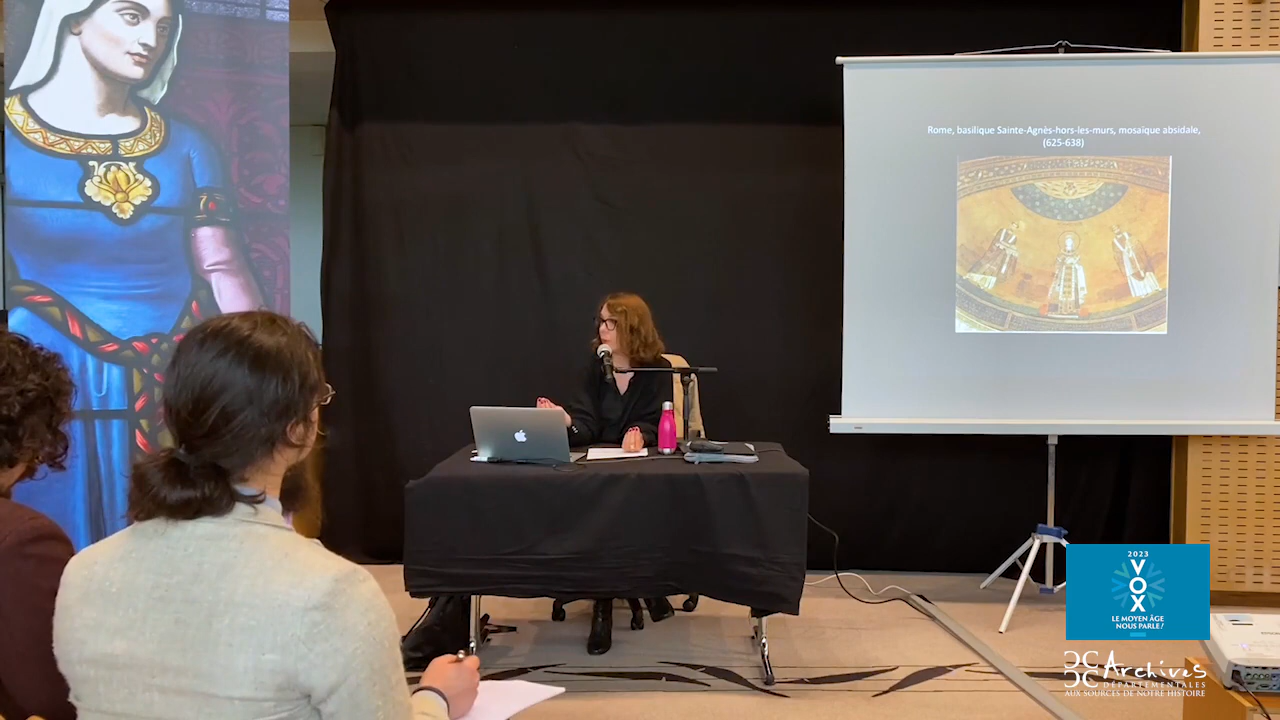 Rome, basilique Sainte-Agnès-hors-les-murs, mosaïque absidale,
(625-638)
2023
VOX
LE MOYEN ÂGE
NOUS PARLE !
Archives
DÉPARTEMENTALES
AUX SOURCES DE NOTRE HISTOIRE